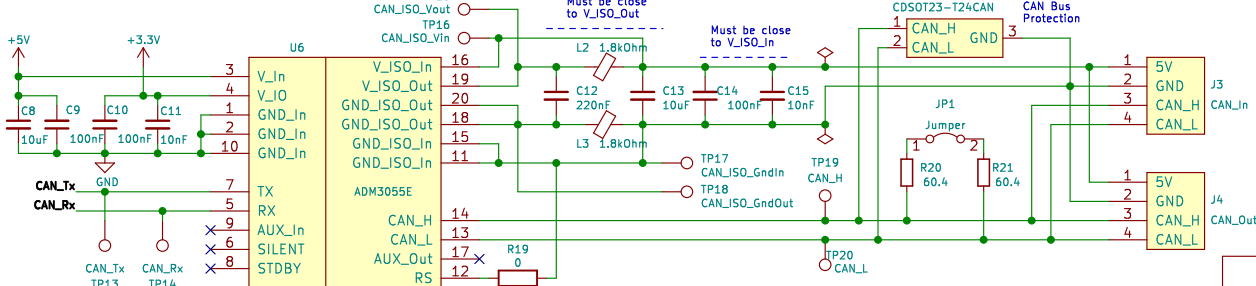 CAN_ISO_Vout
TP16
CAN_ISO_Vin
Must be close
to V_ISO_Out
Must be close
to V_ISO_In
CDSOT23-T24CAN
1 CAN_H
2 CAN_L
GND 3
CAN Bus
Protection
+5V
+3.3V
U6
3 V_In
4 V_IO
1 GND_In
2 GND_In
10 GND_In
7 TX
5 RX
9 AUX_In
6 SILENT
8 STDBY
V_ISO_In 16
V_ISO_Out 19
GND_ISO_Out 20
GND_ISO_Out 18
GND_ISO_In 15
GND_ISO_In 11
ADM3055E
CAN_H 14
CAN_L 13
AUX_Out 17
RS 12
C8
10uF
C9
100nF
C10
100nF
C11
10nF
GND
CAN_Tx
CAN_Rx
CAN_Tx
TP13
CAN_Rx
TP14
L2 1.8kOhm
C12
220nF
C13
10uF
C14
100nF
C15
10nF
L3 1.8kOhm
TP17
CAN_ISO_GndIn
TP18
CAN_ISO_GndOut
R19
0
TP19
CAN_H
TP20
CAN_L
JP1
Jumper
1 2
R20
60.4
R21
60.4
1 5V
2 GND
3 CAN_H
4 CAN_L
J3
CAN_In
1 5V
2 GND
3 CAN_H
4 CAN_L
J4
CAN_Out